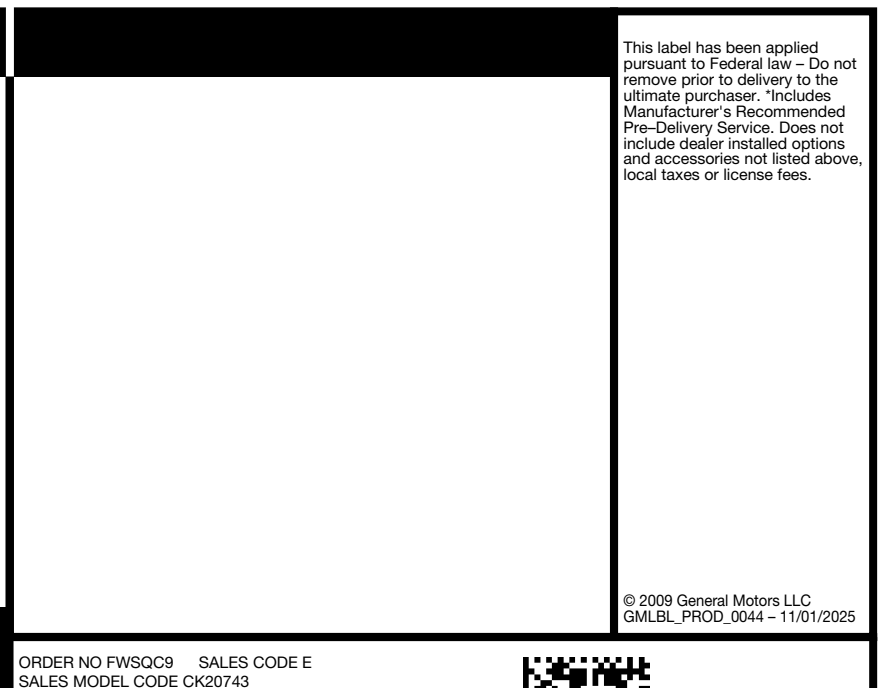 This label has been applied
pursuant to Federal law – Do not
remove prior to delivery to the
ultimate purchaser. *Includes
Manufacturer's Recommended
Pre–Delivery Service. Does not
include dealer installed options
and accessories not listed above,
local taxes or license fees.
© 2009 General Motors LLC
GMLBL_PROD_0044 – 11/01/2025
ORDER NO FWSQC9 SALES CODE E
SALES MODEL CODE CK20743